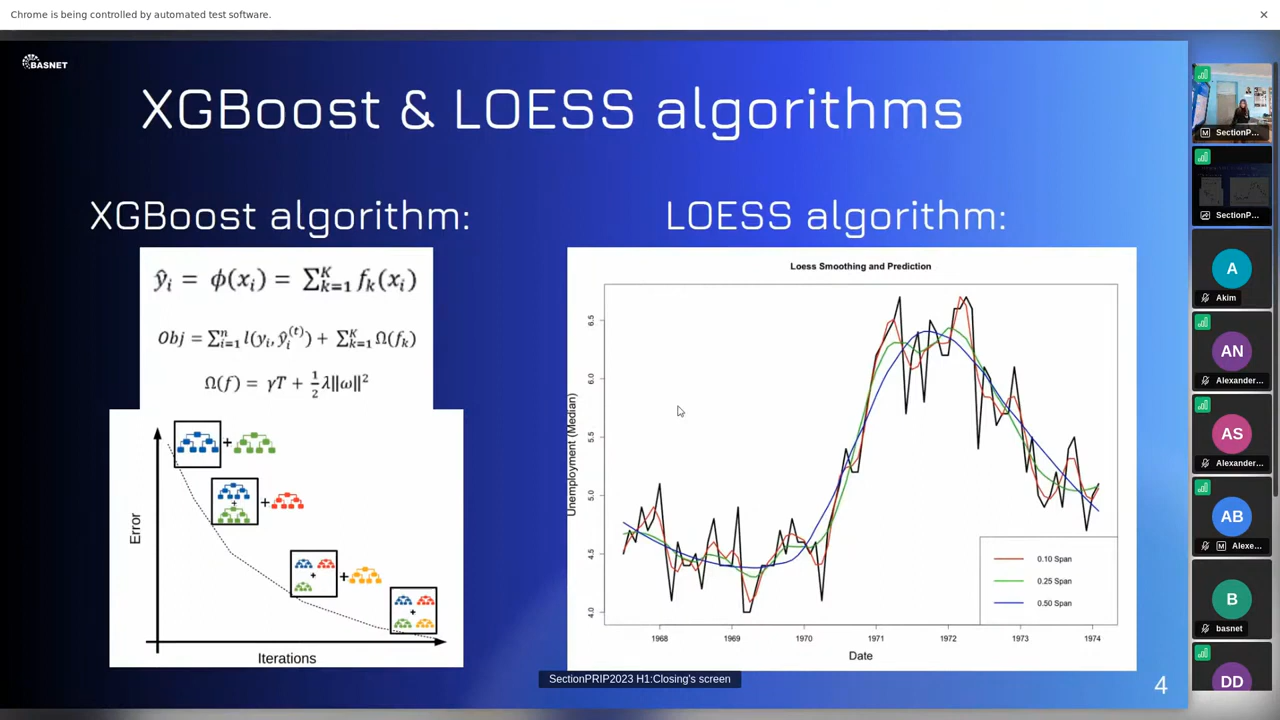 Chrome is being controlled by automated test software.
BASNET
XGBoost & LOESS algorithms
XGBoost algorithm:
ŷᵢ = ϕ(xᵢ) = ∑ᴷₖ₌₁ fₖ(xᵢ)
Obj = ∑ⁿᵢ₌₁ l(yᵢ, ŷᵢ⁽ᵗ⁾) + ∑ᴷₖ₌₁ Ω(fₖ)
Ω(f) = γT + 1/2 λ‖ω‖²
Error
Iterations
LOESS algorithm:
Loess Smoothing and Prediction
Unemployment (Median)
6.5
6.0
5.5
5.0
4.5
4.0
0.10 Span
0.25 Span
0.50 Span
1968 1969 1970 1971 1972 1973 1974
Date
SectionPRIP2023 H1:Closing's screen
4
M SectionP...
SectionP...
A
Akim
AN
Alexander...
AS
Alexander...
AB
M Alexe...
B
basnet
DD